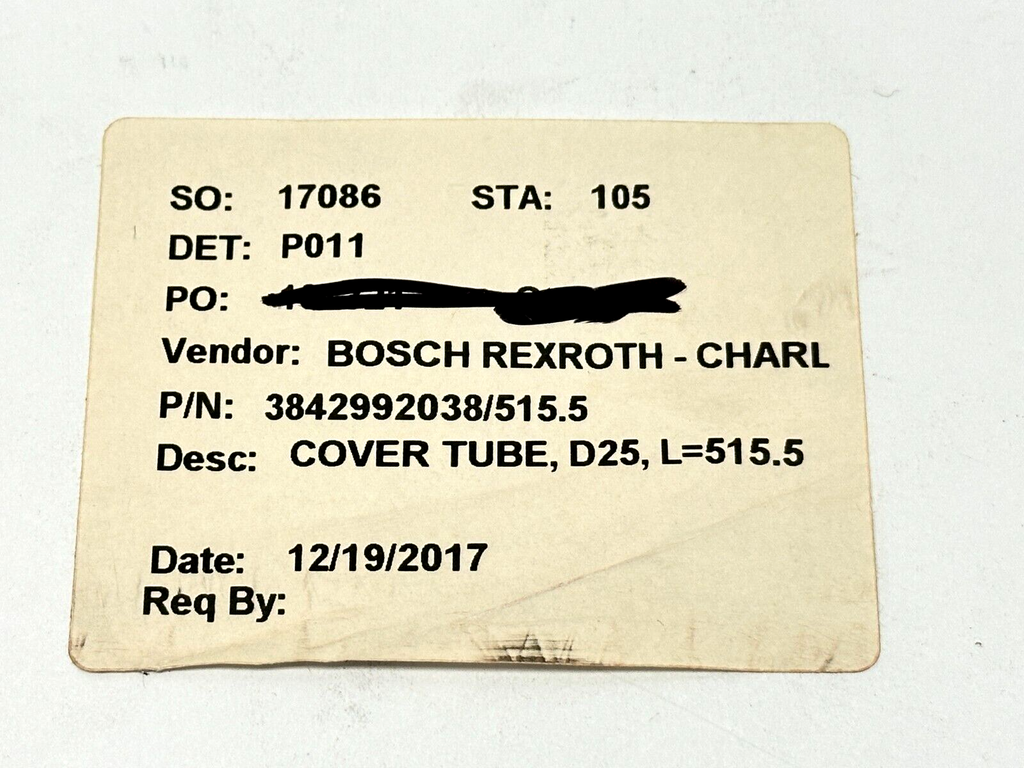 SO: 17086 STA: 105
DET: P011
PO:
Vendor: BOSCH REXROTH - CHARL
P/N: 3842992038/515.5
Desc: COVER TUBE, D25, L=515.5
Date: 12/19/2017
Req By: